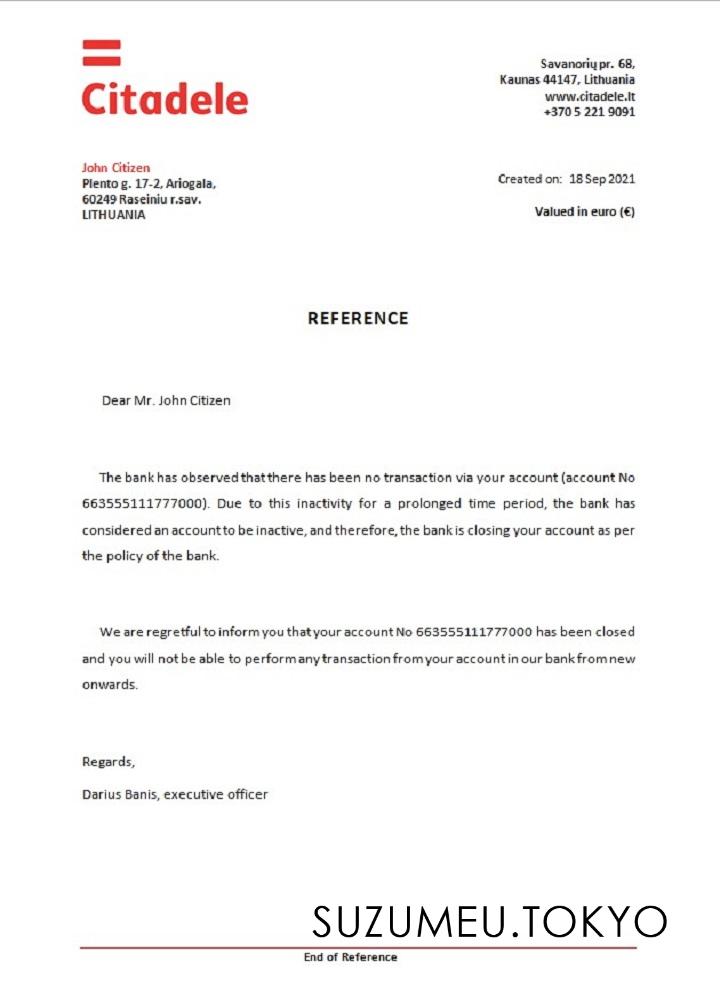 Citadele
Savanorių pr. 68,
Kaunas 44147, Lithuania
www.citadele.lt
+370 5 221 9091
John Citizen
Plento g. 17-2, Ariogala,
60249 Raseiniu r.sav.
LITHUANIA
Created on: 18 Sep 2021
Valued in euro (€)
REFERENCE
Dear Mr. John Citizen
The bank has observed that there has been no transaction via your account (account No
663555111777000). Due to this inactivity for a prolonged time period, the bank has
considered an account to be inactive, and therefore, the bank is closing your account as per
the policy of the bank.
We are regretful to inform you that your account No 663555111777000 has been closed
and you will not be able to perform any transaction from your account in our bank from new
onwards.
Regards,
Darius Banis, executive officer
SUZUMEU.TOKYO
End of Reference